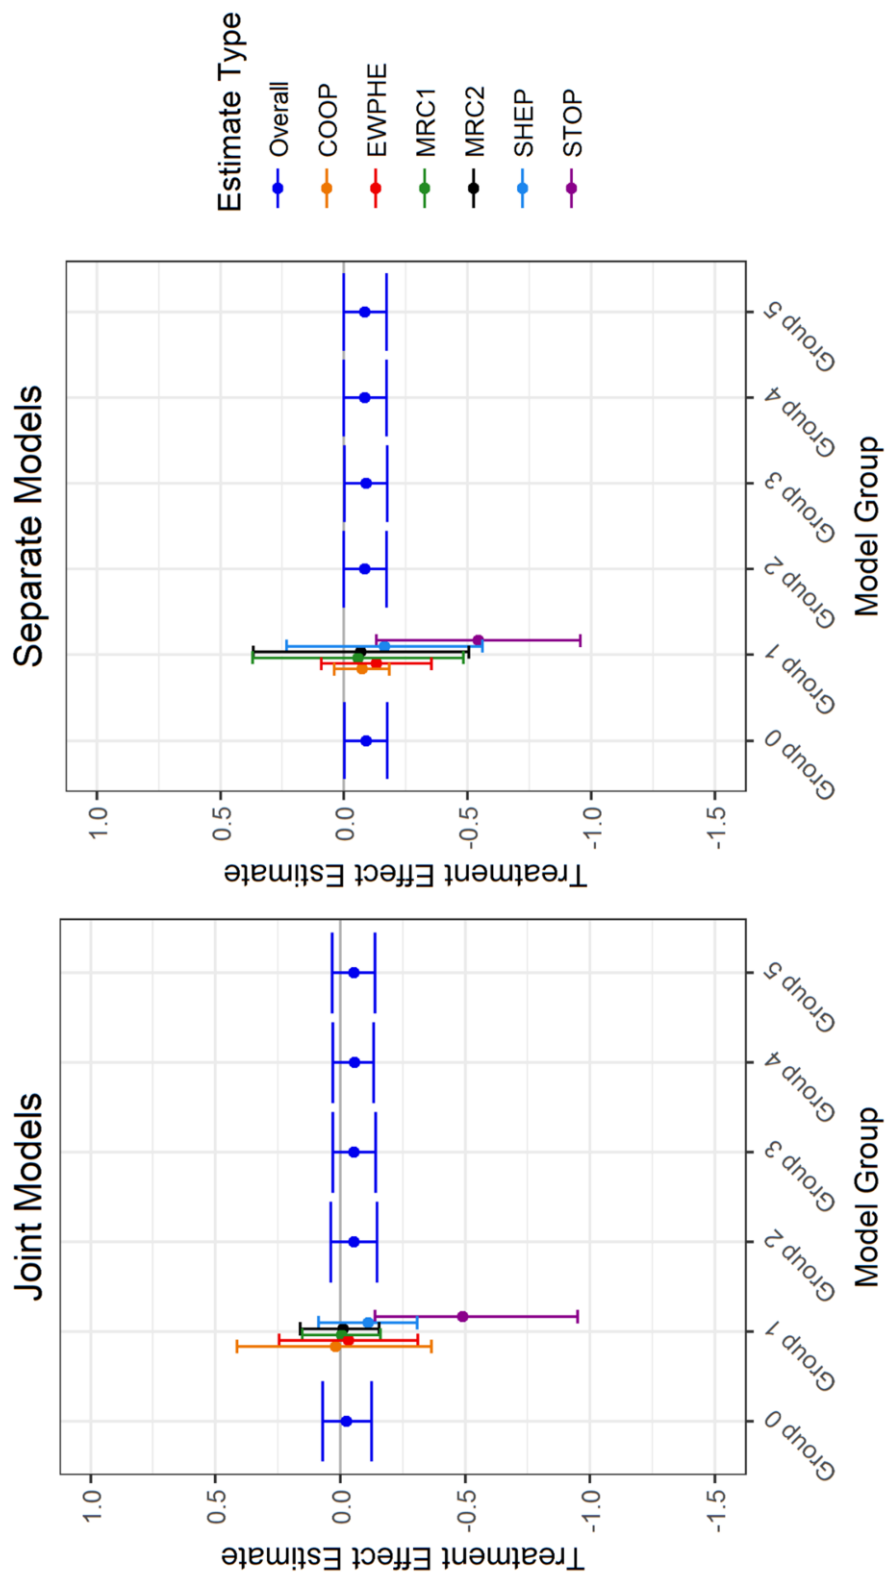 Joint Models
Treatment Effect Estimate
1.0
0.5
0.0
-0.5
-1.0
-1.5
Group 0
Group 1
Group 2
Group 3
Group 4
Group 5
Model Group
Separate Models
Treatment Effect Estimate
1.0
0.5
0.0
-0.5
-1.0
-1.5
Group 0
Group 1
Group 2
Group 3
Group 4
Group 5
Model Group
Estimate Type
Overall
COOP
EWPHE
MRC1
MRC2
SHEP
STOP